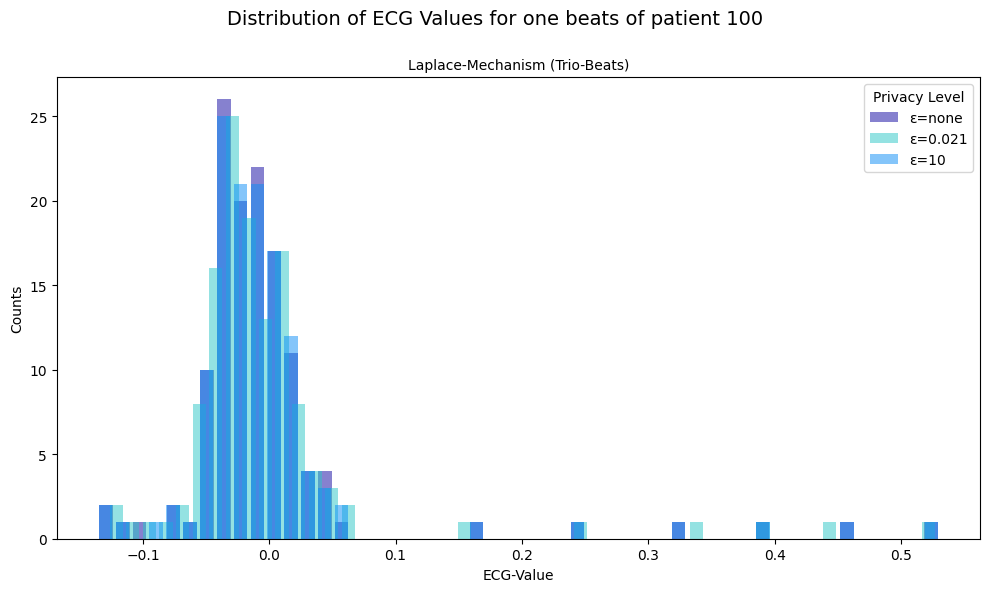 Distribution of ECG Values for one beats of patient 100
Laplace-Mechanism (Trio-Beats)
Privacy Level
ε=none
ε=0.021
ε=10
Counts
25
20
15
10
5
0
−0.1
0.0
0.1
0.2
0.3
0.4
0.5
ECG-Value